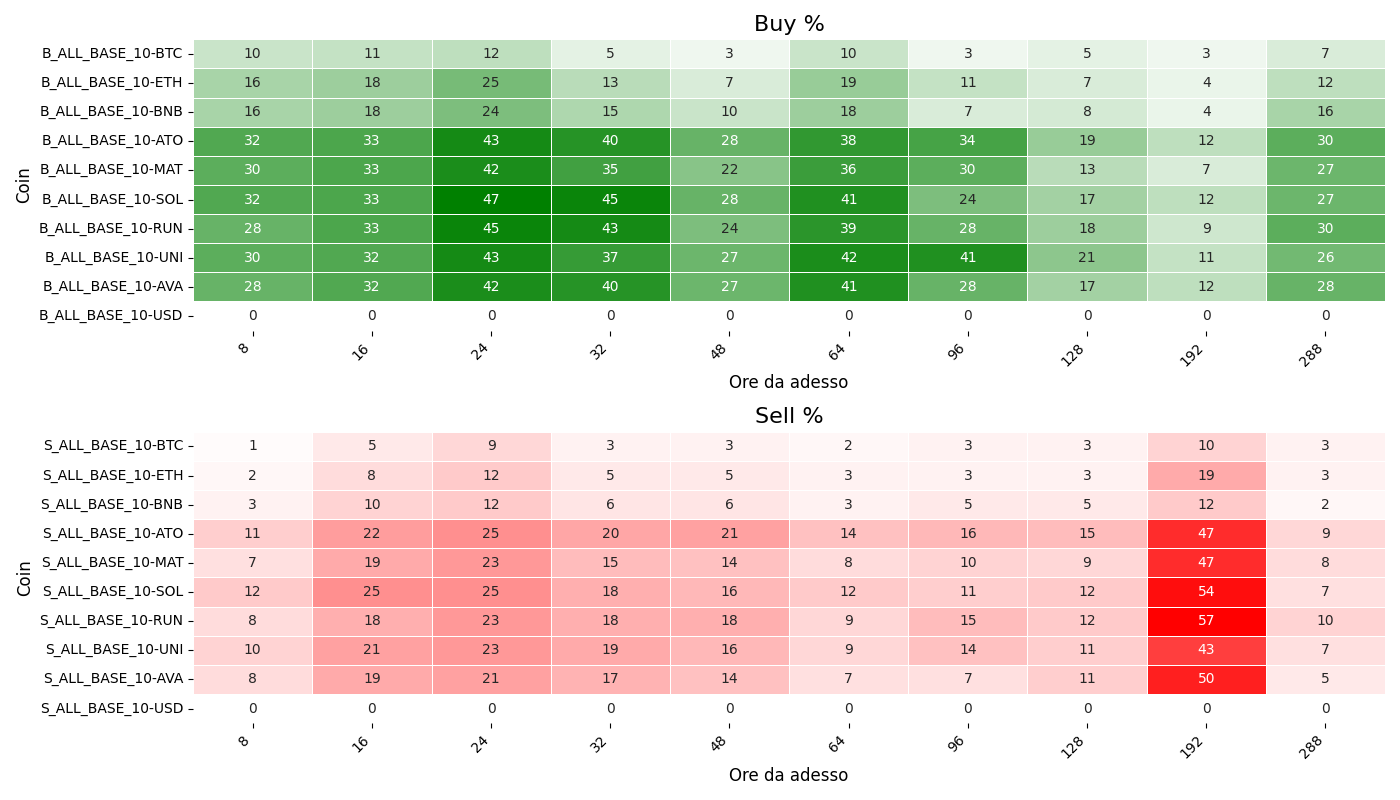 Buy %
Coin
B_ALL_BASE_10-BTC 10 11 12 5 3 10 3 5 3 7
B_ALL_BASE_10-ETH 16 18 25 13 7 19 11 7 4 12
B_ALL_BASE_10-BNB 16 18 24 15 10 18 7 8 4 16
B_ALL_BASE_10-ATO 32 33 43 40 28 38 34 19 12 30
B_ALL_BASE_10-MAT 30 33 42 35 22 36 30 13 7 27
B_ALL_BASE_10-SOL 32 33 47 45 28 41 24 17 12 27
B_ALL_BASE_10-RUN 28 33 45 43 24 39 28 18 9 30
B_ALL_BASE_10-UNI 30 32 43 37 27 42 41 21 11 26
B_ALL_BASE_10-AVA 28 32 42 40 27 41 28 17 12 28
B_ALL_BASE_10-USD 0 0 0 0 0 0 0 0 0 0
8 16 24 32 48 64 96 128 192 288
Ore da adesso
Sell %
Coin
S_ALL_BASE_10-BTC 1 5 9 3 3 2 3 3 10 3
S_ALL_BASE_10-ETH 2 8 12 5 5 3 3 3 19 3
S_ALL_BASE_10-BNB 3 10 12 6 6 3 5 5 12 2
S_ALL_BASE_10-ATO 11 22 25 20 21 14 16 15 47 9
S_ALL_BASE_10-MAT 7 19 23 15 14 8 10 9 47 8
S_ALL_BASE_10-SOL 12 25 25 18 16 12 11 12 54 7
S_ALL_BASE_10-RUN 8 18 23 18 18 9 15 12 57 10
S_ALL_BASE_10-UNI 10 21 23 19 16 9 14 11 43 7
S_ALL_BASE_10-AVA 8 19 21 17 14 7 7 11 50 5
S_ALL_BASE_10-USD 0 0 0 0 0 0 0 0 0 0
8 16 24 32 48 64 96 128 192 288
Ore da adesso